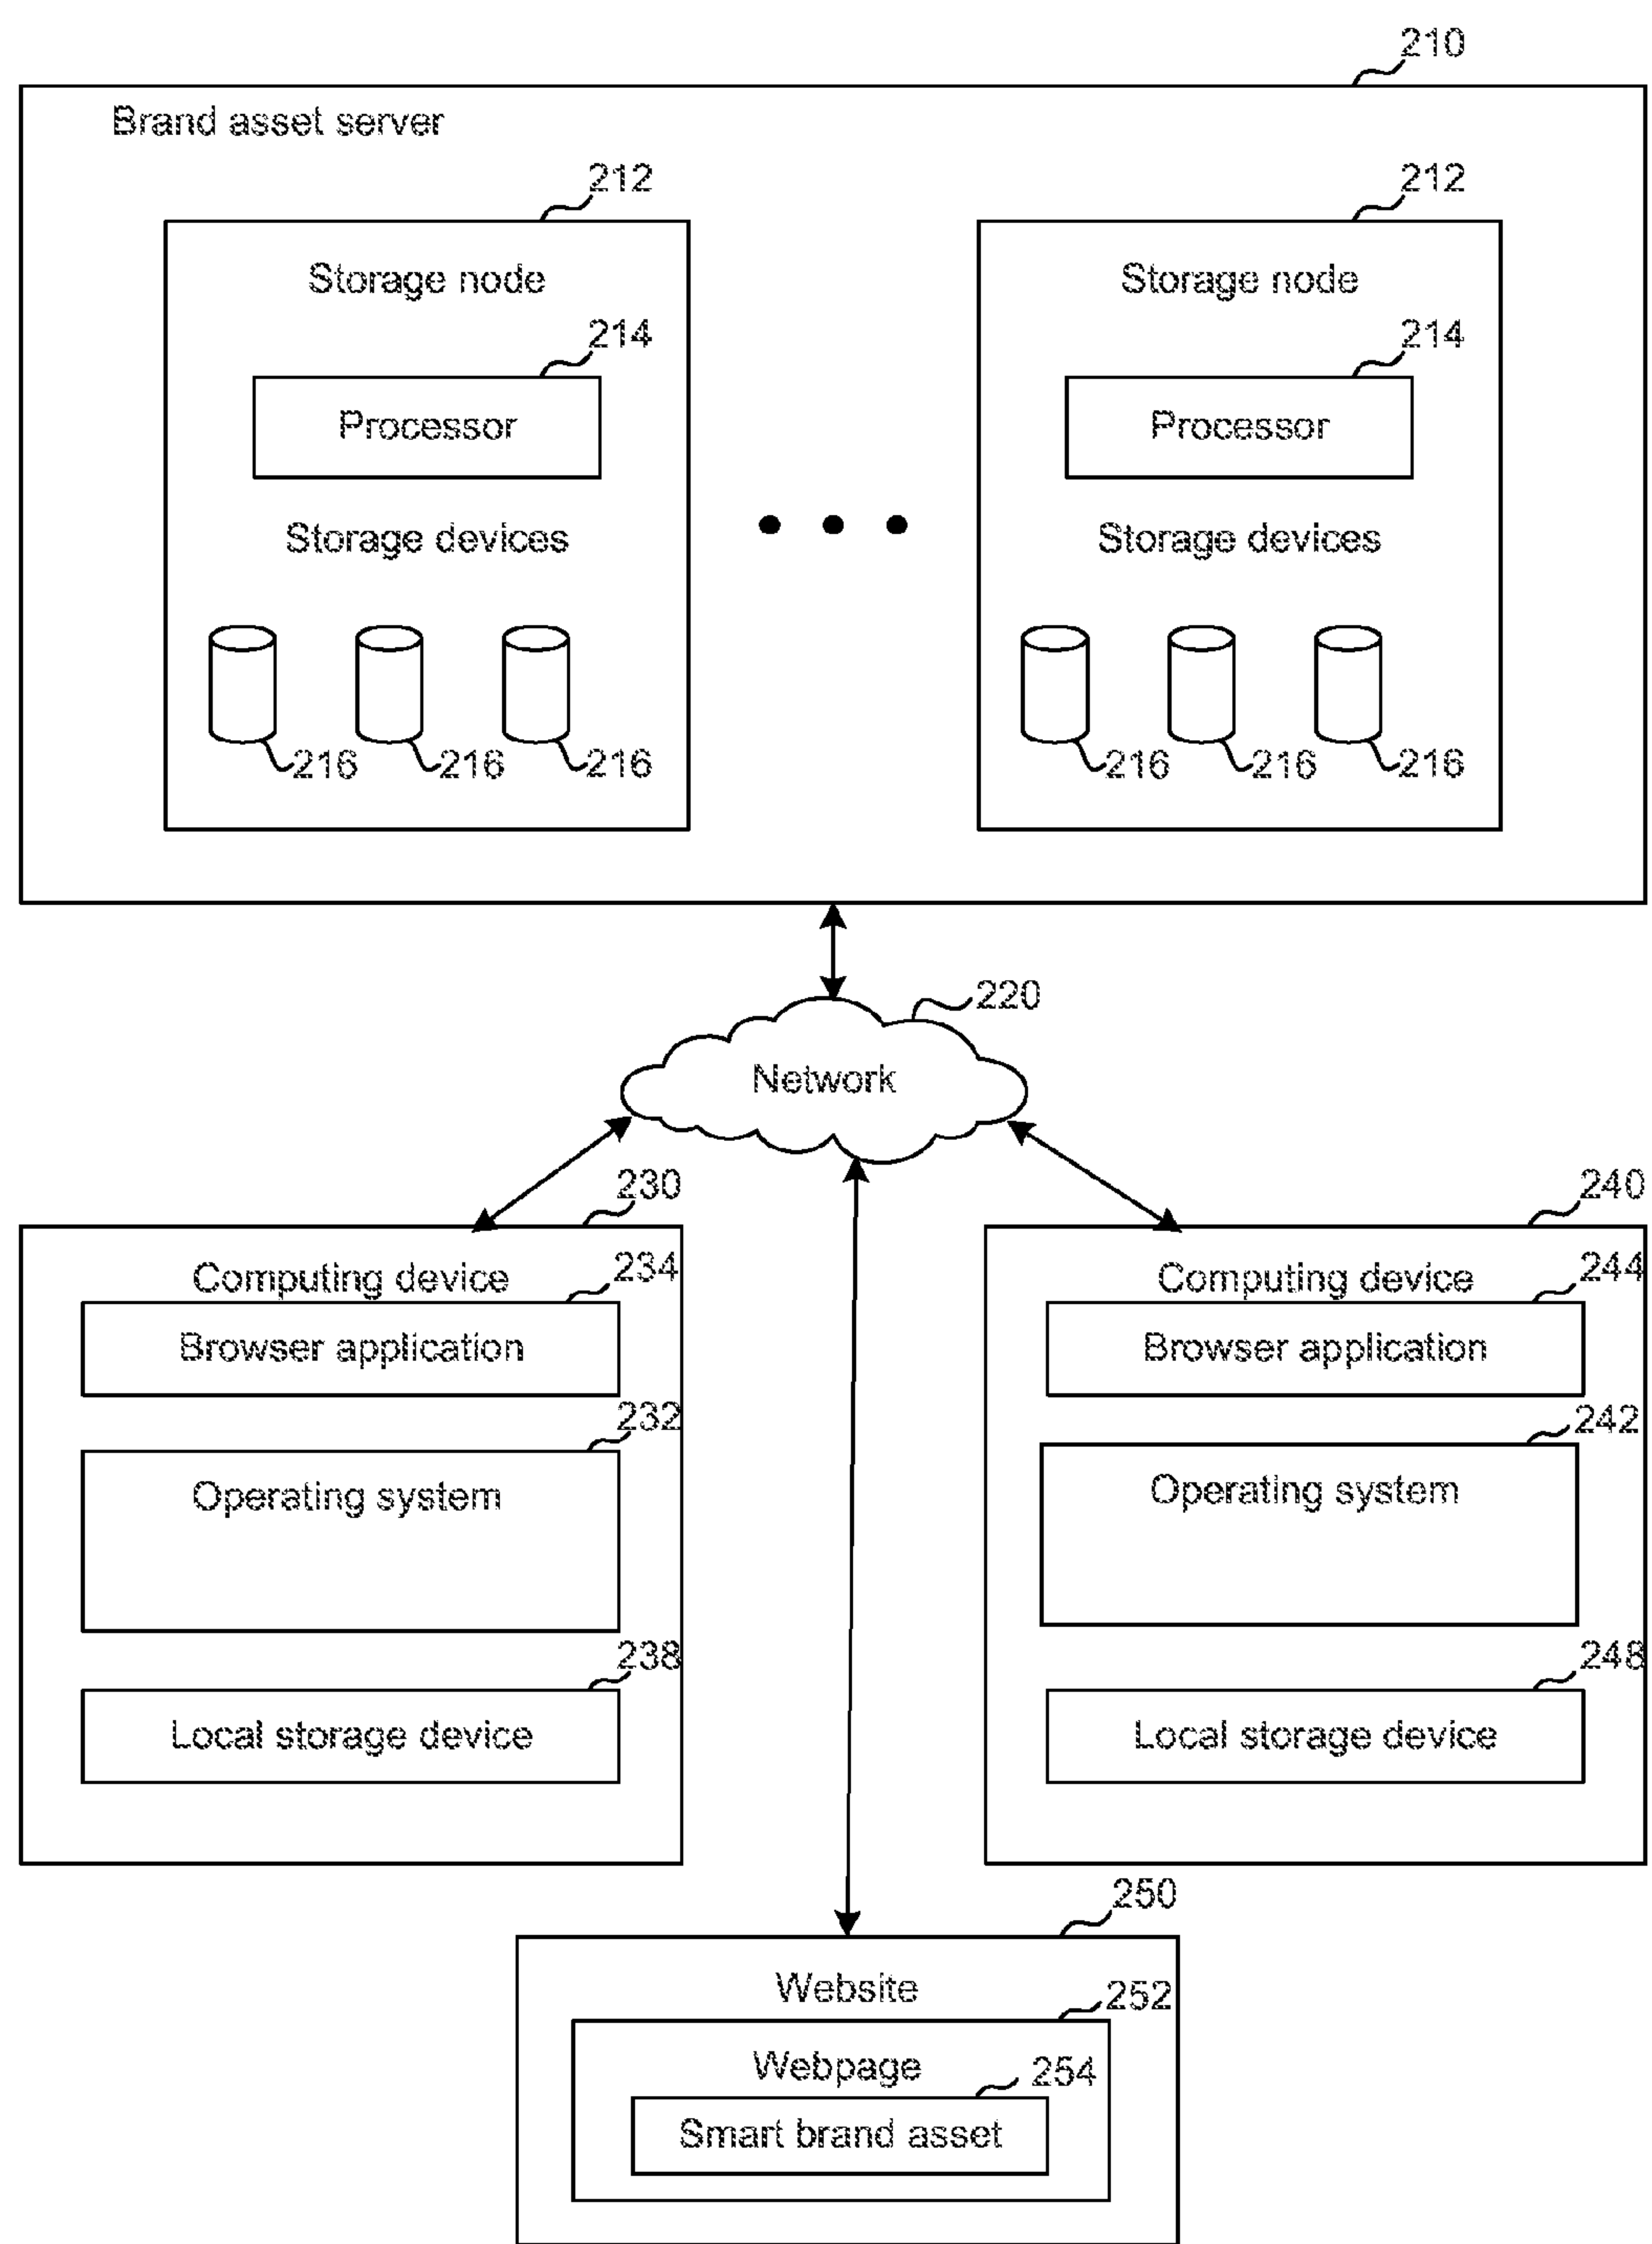 210
Brand asset server
212
212
Storage node
Storage node
214
214
Processor
Processor
Storage devices
Storage devices
216
216
216
216
216
216
220
Network
230
240
Computing device
234
Computing device
244
Browser application
Browser application
232
242
Operating system
Operating system
238
248
Local storage device
Local storage device
250
Website
252
Webpage
254
Smart brand asset